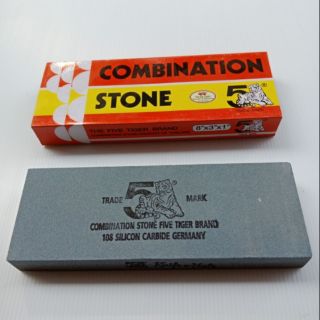 COMBINATION
STONE
5 ®
THE FIVE TIGER BRAND
8"x3"x1"
5 ®
TRADE MARK
COMBINATION STONE FIVE TIGER BRAND
108 SILICON CARBIDE GERMANY